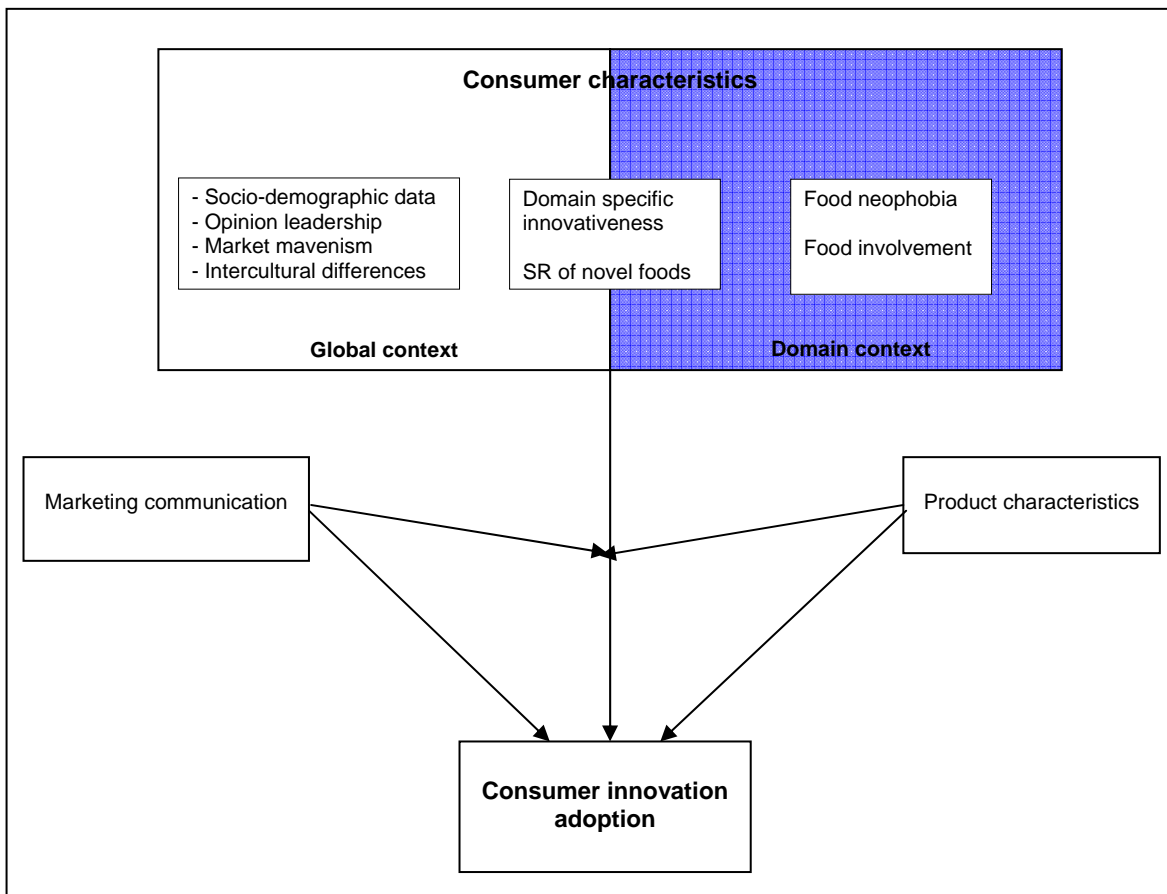 Consumer characteristics
- Socio-demographic data
- Opinion leadership
- Market mavenism
- Intercultural differences
Domain specific
innovativeness
SR of novel foods
Food neophobia
Food involvement
Global context
Domain context
Marketing communication
Product characteristics
Consumer innovation
adoption